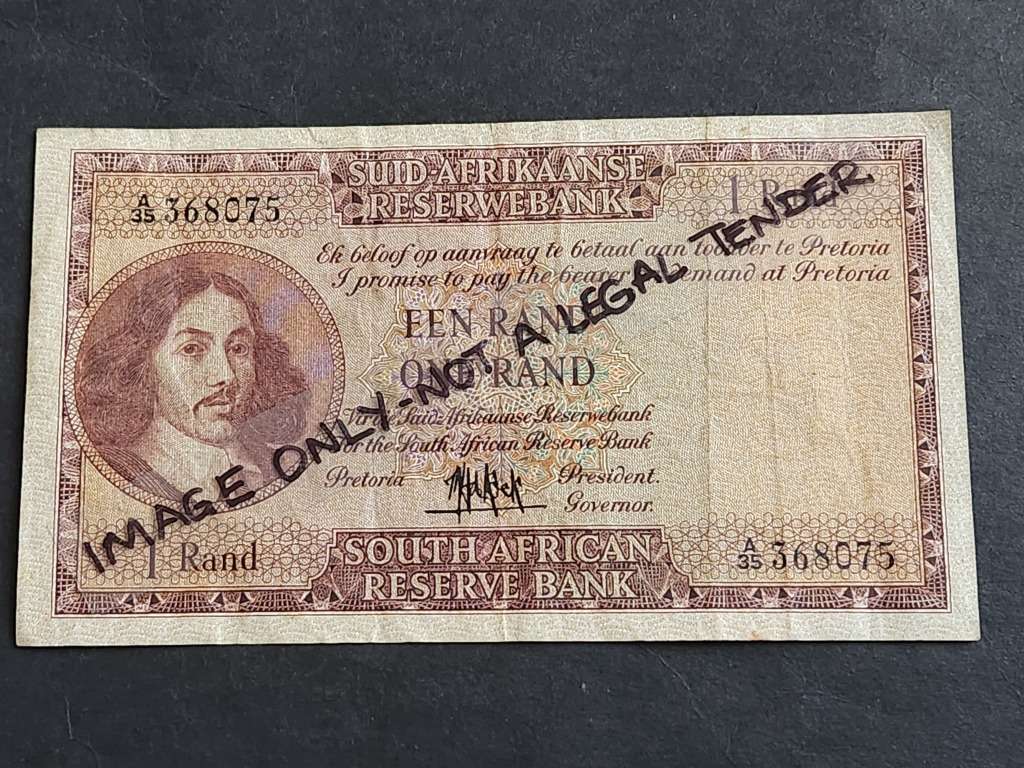 SUID-AFRIKAANSE
RESERWEBANK
A/35 368075
1 R
Ek beloof op aanvraag te betaal aan toonder te Pretoria
I promise to pay the bearer demand at Pretoria
EEN RAND
ONE RAND
Vir die Suid-Afrikaanse Reserwebank
For the South African Reserve Bank
Pretoria
President.
Governor.
1 Rand
SOUTH AFRICAN
RESERVE BANK
A/35 368075
IMAGE ONLY - NOT A LEGAL TENDER